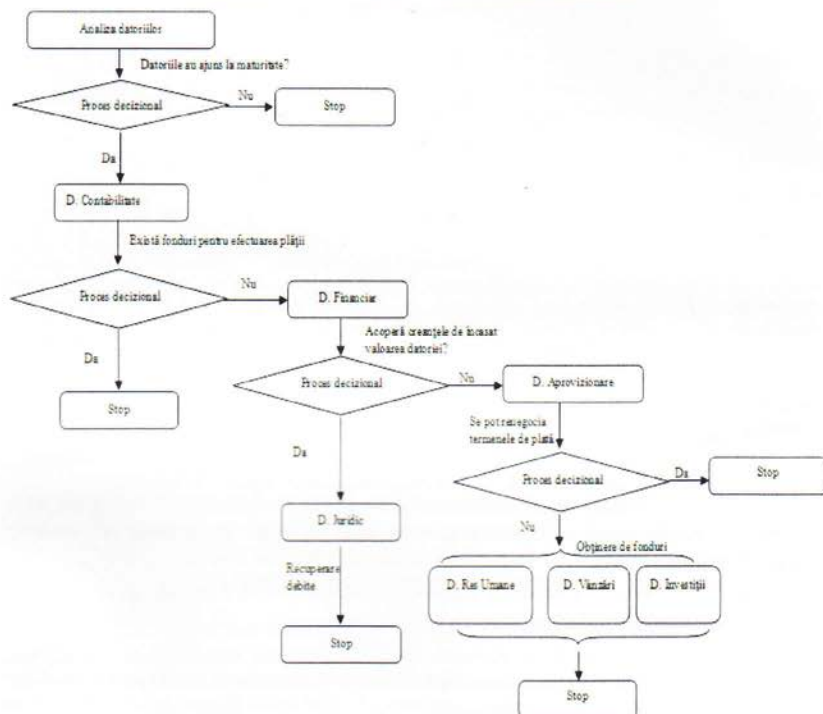 Analiza datoriilor
Datoriile au ajuns la maturitate?
Proces decizional
Nu
Stop
Da
D. Contabilitate
Există fonduri pentru efectuarea plății
Proces decizional
Nu
D. Financiar
Da
Stop
Acoperă creanțele de încasat
valoarea datoriei?
Proces decizional
Nu
D. Aprovizionare
Se pot renegocia
termenele de plată
Proces decizional
Da
Stop
Da
D. Juridic
Recuperare
debite
Stop
Nu
Obținere de fonduri
D. Res Umane
D. Vânzări
D. Investiții
Stop